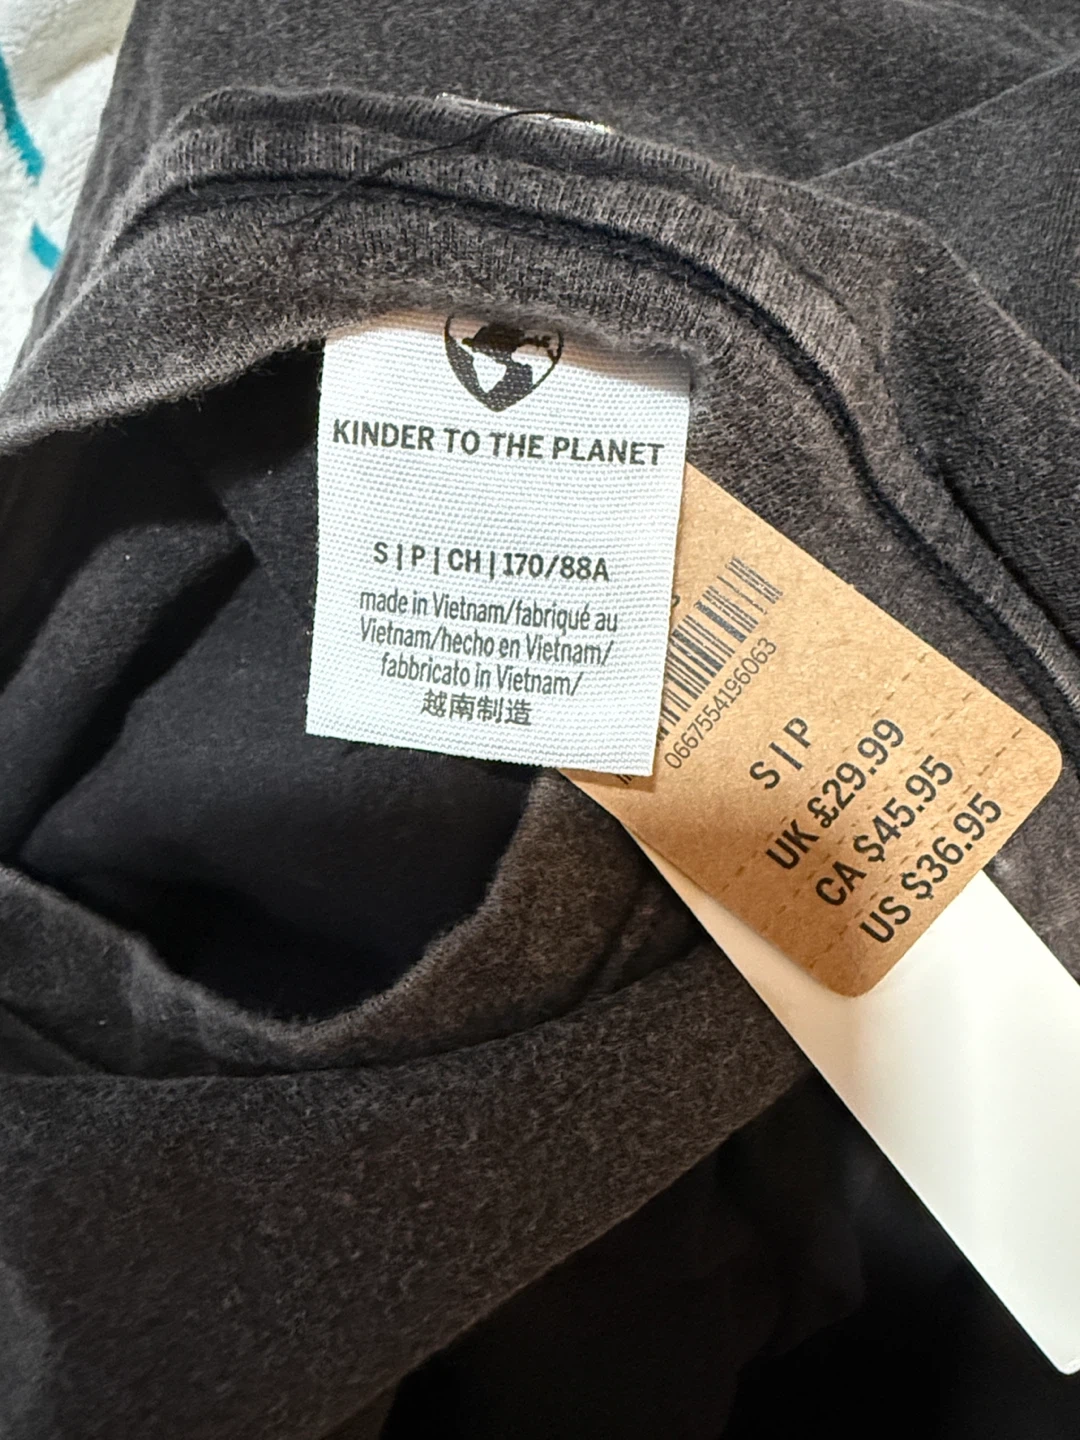 KINDER TO THE PLANET
S | P | CH | 170/88A
made in Vietnam/fabriqué au
Vietnam/hecho en Vietnam/
fabbricato in Vietnam/
越南制造
0667554196063
S | P
UK £29.99
CA $45.95
US $36.95